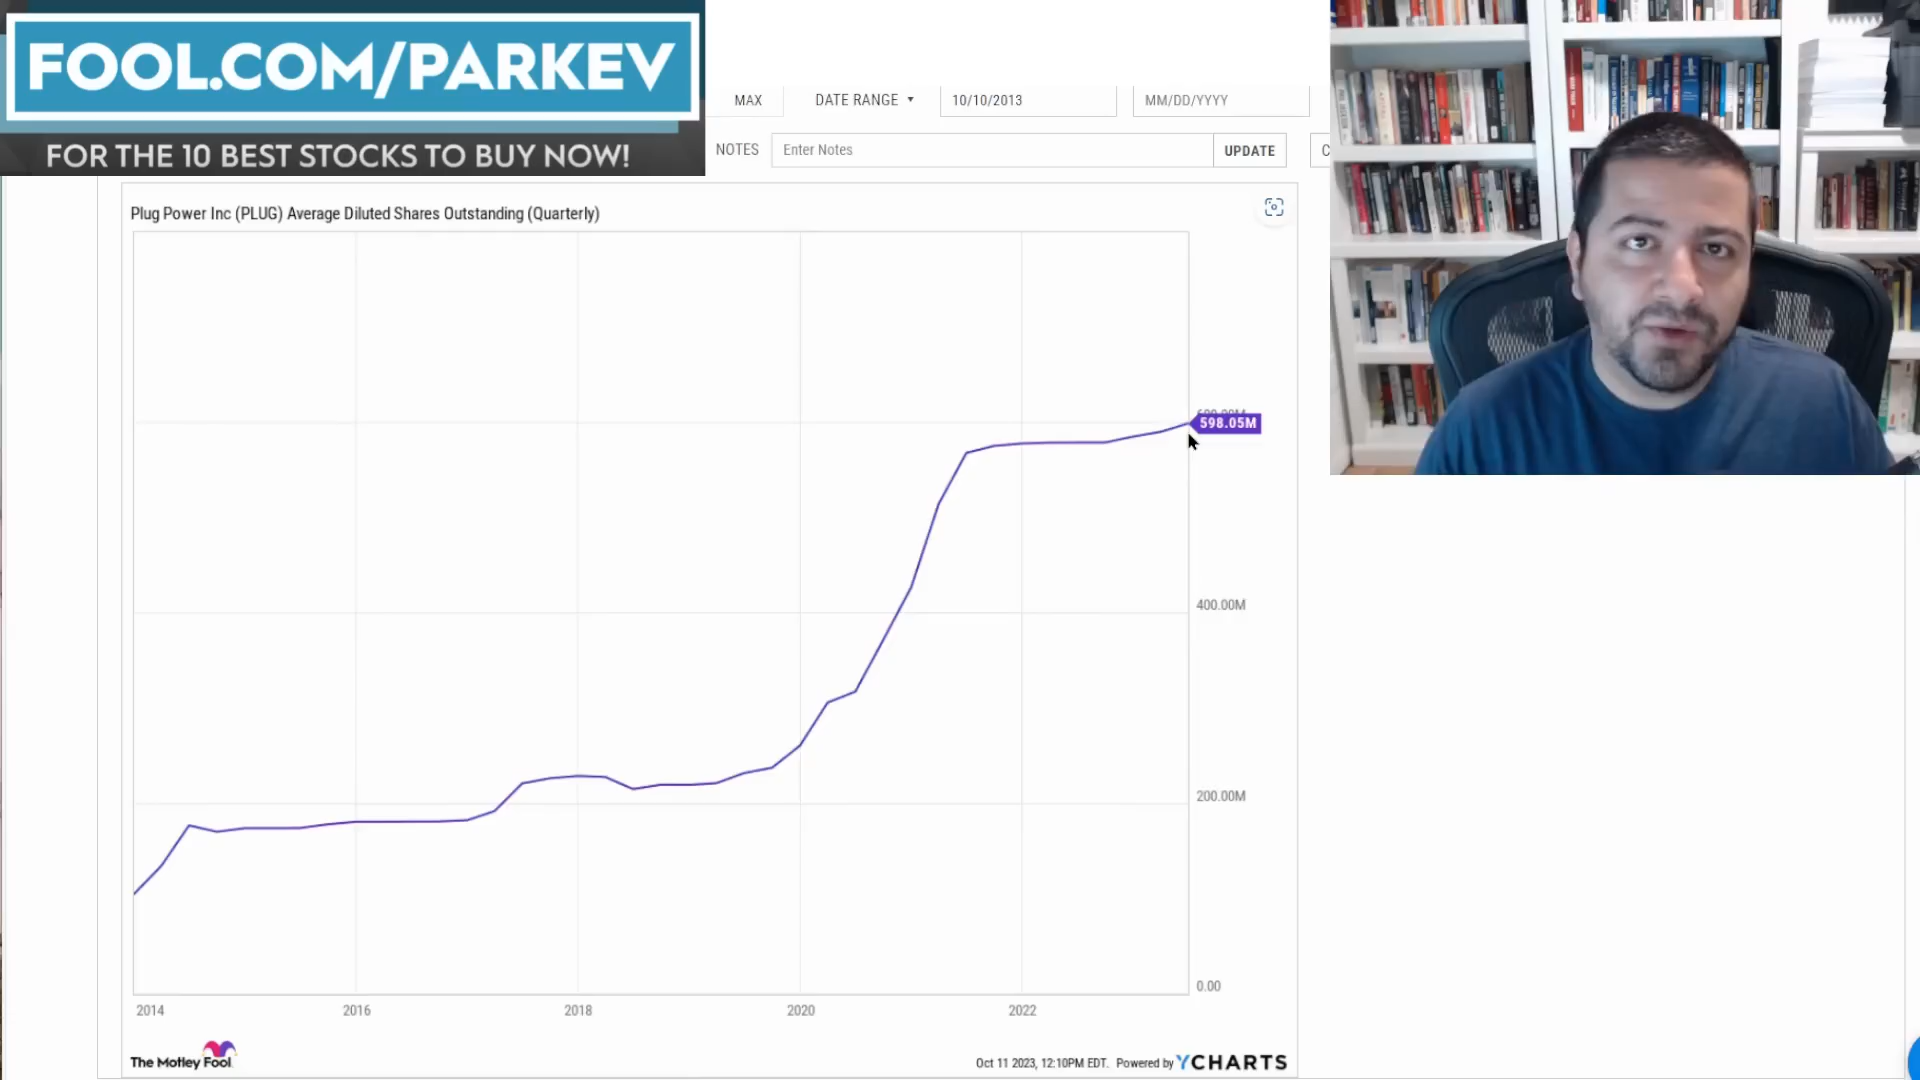 FOOL.COM/PARKEV
FOR THE 10 BEST STOCKS TO BUY NOW!
MAX
DATE RANGE
10/10/2013
MM/DD/YYYY
NOTES
Enter Notes
UPDATE
C
Plug Power Inc (PLUG) Average Diluted Shares Outstanding (Quarterly)
598.05M
400.00M
200.00M
0.00
2014
2016
2018
2020
2022
The Motley Fool
Oct 11 2023, 12:10PM EDT. Powered by YCHARTS